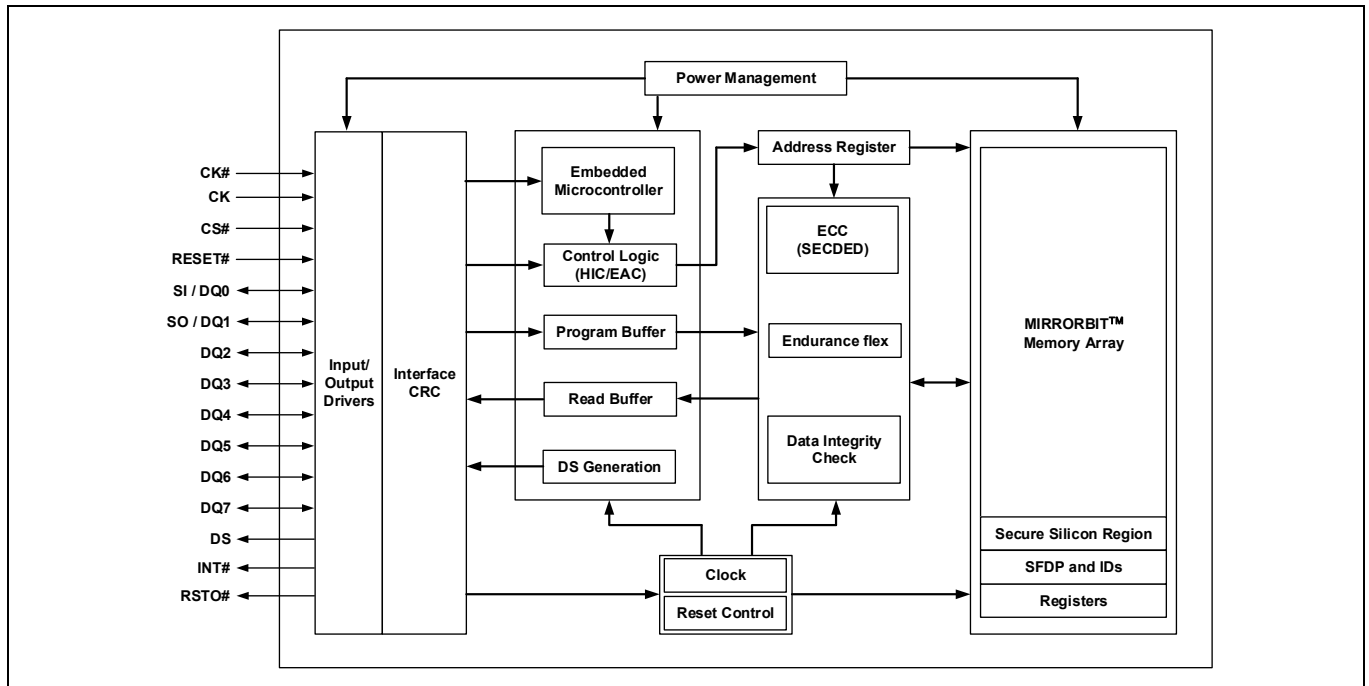 Power Management
CK#
CK
CS#
RESET#
SI / DQ0
SO / DQ1
DQ2
DQ3
DQ4
DQ5
DQ6
DQ7
DS
INT#
RSTO#
Input/
Output
Drivers
Interface
CRC
Embedded
Microcontroller
Control Logic
(HIC/EAC)
Program Buffer
Read Buffer
DS Generation
Address Register
ECC
(SECDED)
Endurance flex
Data Integrity
Check
Clock
Reset Control
MIRRORBIT™
Memory Array
Secure Silicon Region
SFDP and IDs
Registers